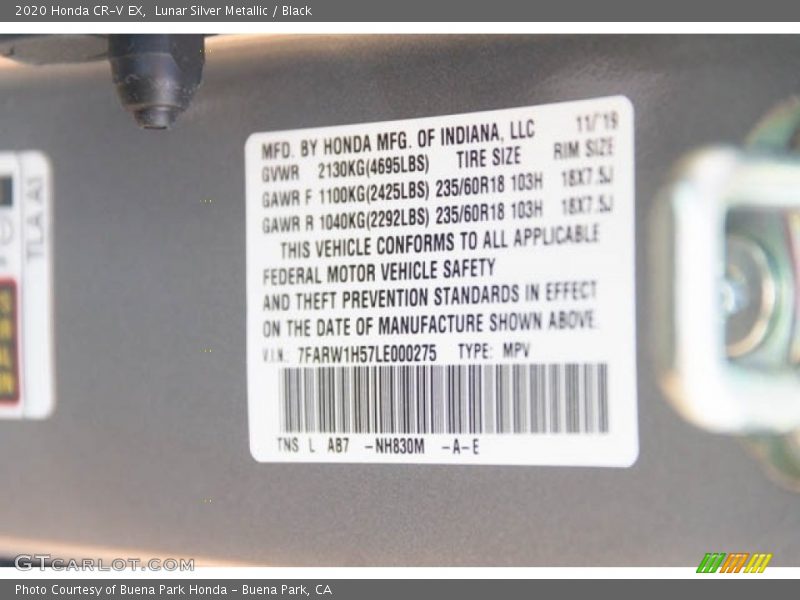 2020 Honda CR-V EX, Lunar Silver Metallic / Black
MFD. BY HONDA MFG. OF INDIANA, LLC 11/'19
GVWR 2130KG(4695LBS) TIRE SIZE RIM SIZE
GAWR F 1100KG(2425LBS) 235/60R18 103H 18X7.5J
GAWR R 1040KG(2292LBS) 235/60R18 103H 18X7.5J
THIS VEHICLE CONFORMS TO ALL APPLICABLE
FEDERAL MOTOR VEHICLE SAFETY
AND THEFT PREVENTION STANDARDS IN EFFECT
ON THE DATE OF MANUFACTURE SHOWN ABOVE.
V.I.N.: 7FARW1H57LE000275 TYPE: MPV
TNS L AB7 -NH830M -A-E
TLA A1
GTCARLOT.COM
Photo Courtesy of Buena Park Honda - Buena Park, CA